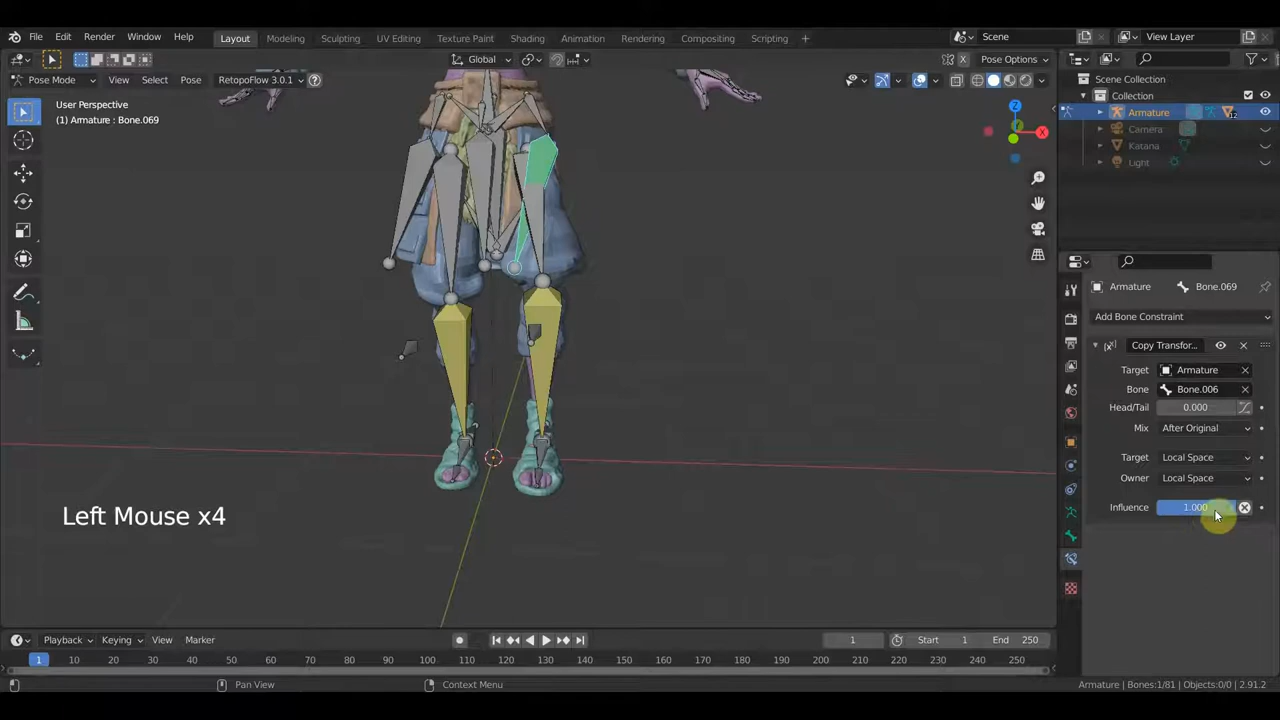 File Edit Render Window Help Layout Modeling Sculpting UV Editing Texture Paint Shading Animation Rendering Compositing Scripting + Scene View Layer
Global Pose Options
Pose Mode View Select Pose RetopoFlow 3.0.1
User Perspective
(1) Armature : Bone.069
Z
Y
X
Scene Collection
Collection
Armature 12
Camera
Katana
Light
Armature Bone.069
Add Bone Constraint
Copy Transfor...
Target Armature
Bone Bone.006
Head/Tail 0.000
Mix After Original
Target Local Space
Owner Local Space
Influence 1.000
Left Mouse x4
Playback Keying View Marker 1 Start 1 End 250
1 10 20 30 40 50 60 70 80 90 100 110 120 130 140 150 160 170 180 190 200 210 220 230 240 250
Pan View Context Menu Armature | Bones:1/81 | Objects:0/0 | 2.91.2